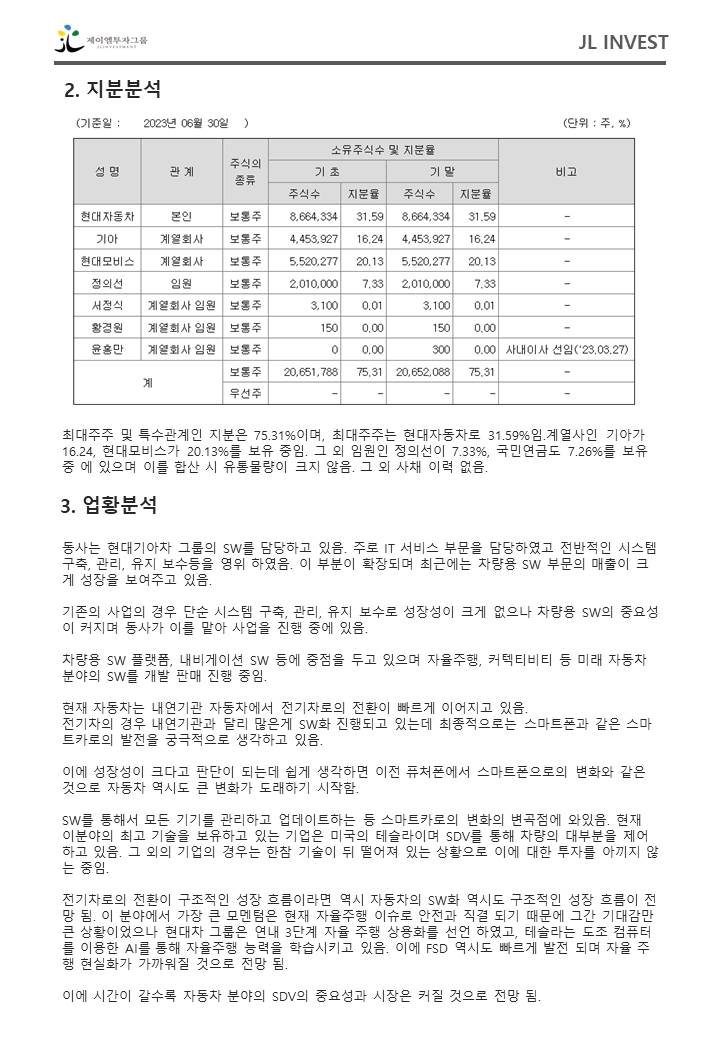 제이엘투자그룹
JLINVESTMENT
JL INVEST
2. 지분분석
(기준일 : 2023년 06월 30일 )
(단위 : 주, %)
성 명 관 계 주식의 종류 소유주식수 및 지분율 비고
기 초 기 말
주식수 지분율 주식수 지분율
현대자동차 본인 보통주 8,664,334 31.59 8,664,334 31.59 -
기아 계열회사 보통주 4,453,927 16.24 4,453,927 16.24 -
현대모비스 계열회사 보통주 5,520,277 20.13 5,520,277 20.13 -
정의선 임원 보통주 2,010,000 7.33 2,010,000 7.33 -
서정식 계열회사 임원 보통주 3,100 0.01 3,100 0.01 -
황경원 계열회사 임원 보통주 150 0.00 150 0.00 -
윤홍만 계열회사 임원 보통주 0 0.00 300 0.00 사내이사 선임('23.03.27)
계 보통주 20,651,788 75.31 20,652,088 75.31 -
우선주 - - - - -
최대주주 및 특수관계인 지분은 75.31%이며, 최대주주는 현대자동차로 31.59%임.계열사인 기아가
16.24, 현대모비스가 20.13%를 보유 중임. 그 외 임원인 정의선이 7.33%, 국민연금도 7.26%를 보유
중 에 있으며 이를 합산 시 유통물량이 크지 않음. 그 외 사채 이력 없음.
3. 업황분석
동사는 현대기아차 그룹의 SW를 담당하고 있음. 주로 IT 서비스 부문을 담당하였고 전반적인 시스템
구축, 관리, 유지 보수등을 영위 하였음. 이 부분이 확장되며 최근에는 차량용 SW 부문의 매출이 크
게 성장을 보여주고 있음.
기존의 사업의 경우 단순 시스템 구축, 관리, 유지 보수로 성장성이 크게 없으나 차량용 SW의 중요성
이 커지며 동사가 이를 맡아 사업을 진행 중에 있음.
차량용 SW 플랫폼, 내비게이션 SW 등에 중점을 두고 있으며 자율주행, 커텍티비티 등 미래 자동차
분야의 SW를 개발 판매 진행 중임.
현재 자동차는 내연기관 자동차에서 전기차로의 전환이 빠르게 이어지고 있음.
전기차의 경우 내연기관과 달리 많은게 SW화 진행되고 있는데 최종적으로는 스마트폰과 같은 스마
트카로의 발전을 궁극적으로 생각하고 있음.
이에 성장성이 크다고 판단이 되는데 쉽게 생각하면 이전 퓨처폰에서 스마트폰으로의 변화와 같은
것으로 자동차 역시도 큰 변화가 도래하기 시작함.
SW를 통해서 모든 기기를 관리하고 업데이트하는 등 스마트카로의 변화의 변곡점에 와있음. 현재
이분야의 최고 기술을 보유하고 있는 기업은 미국의 테슬라이며 SDV를 통해 차량의 대부분을 제어
하고 있음. 그 외의 기업의 경우는 한참 기술이 뒤 떨어져 있는 상황으로 이에 대한 투자를 아끼지 않
는 중임.
전기차로의 전환이 구조적인 성장 흐름이라면 역시 자동차의 SW화 역시도 구조적인 성장 흐름이 전
망 됨. 이 분야에서 가장 큰 모멘텀은 현재 자율주행 이슈로 안전과 직결 되기 때문에 그간 기대감만
큰 상황이었으나 현대차 그룹은 연내 3단계 자율 주행 상용화를 선언 하였고, 테슬라는 도조 컴퓨터
를 이용한 AI를 통해 자율주행 능력을 학습시키고 있음. 이에 FSD 역시도 빠르게 발전 되며 자율 주
행 현실화가 가까워질 것으로 전망 됨.
이에 시간이 갈수록 자동차 분야의 SDV의 중요성과 시장은 커질 것으로 전망 됨.